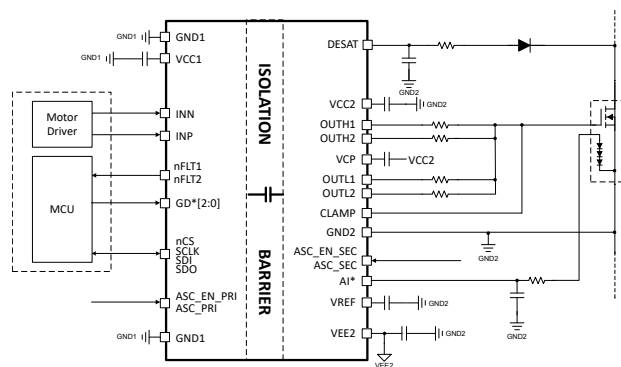 GND1
GND1
VCC1
GND1
Motor
Driver
INN
INP
nFLT1
nFLT2
MCU
GD*[2:0]
nCS
SCLK
SDI
SDO
ASC_EN_PRI
ASC_PRI
GND1
GND1
ISOLATION
BARRIER
DESAT
GND2
VCC2
GND2
OUTH1
OUTH2
VCP
VCC2
OUTL1
OUTL2
CLAMP
GND2
GND2
ASC_EN_SEC
ASC_SEC
AI*
VREF
GND2
GND2
VEE2
GND2
VEE2